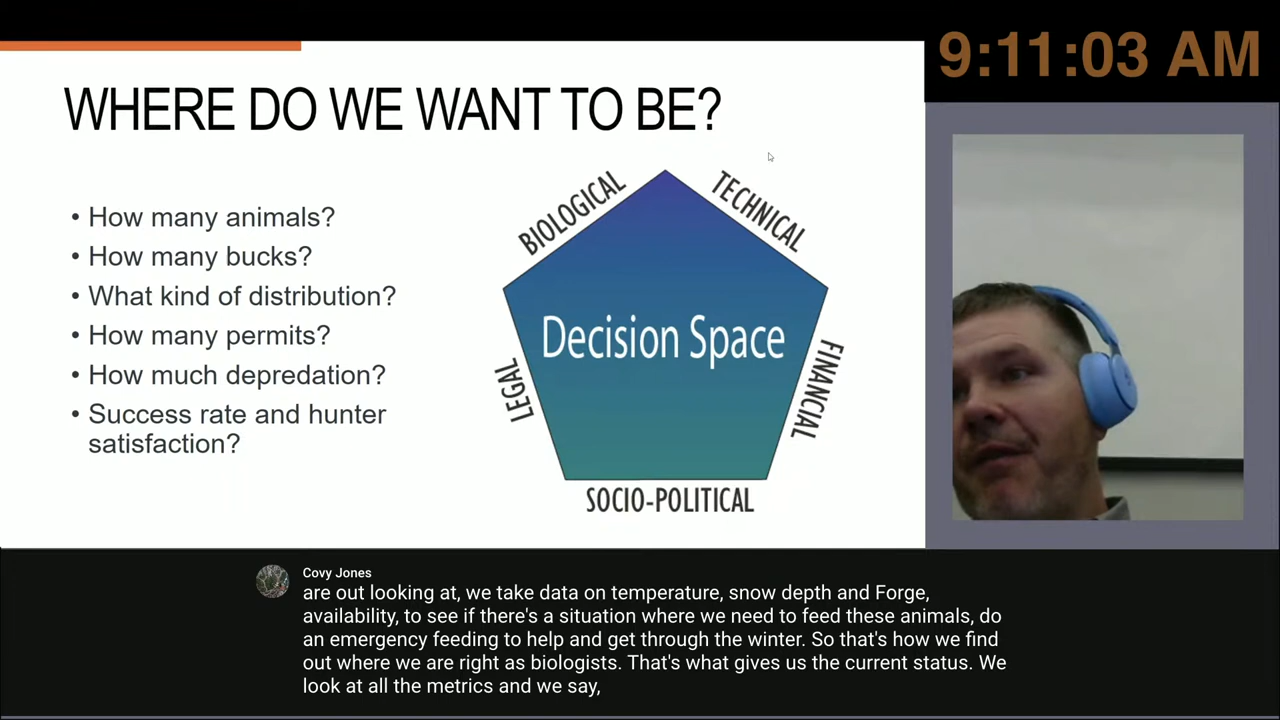 9:11:03 AM
WHERE DO WE WANT TO BE?
• How many animals?
• How many bucks?
• What kind of distribution?
• How many permits?
• How much depredation?
• Success rate and hunter
satisfaction?
BIOLOGICAL
TECHNICAL
Decision Space
LEGAL
FINANCIAL
SOCIO-POLITICAL
Covy Jones
are out looking at, we take data on temperature, snow depth and Forge,
availability, to see if there's a situation where we need to feed these animals, do
an emergency feeding to help and get through the winter. So that's how we find
out where we are right as biologists. That's what gives us the current status. We
look at all the metrics and we say,